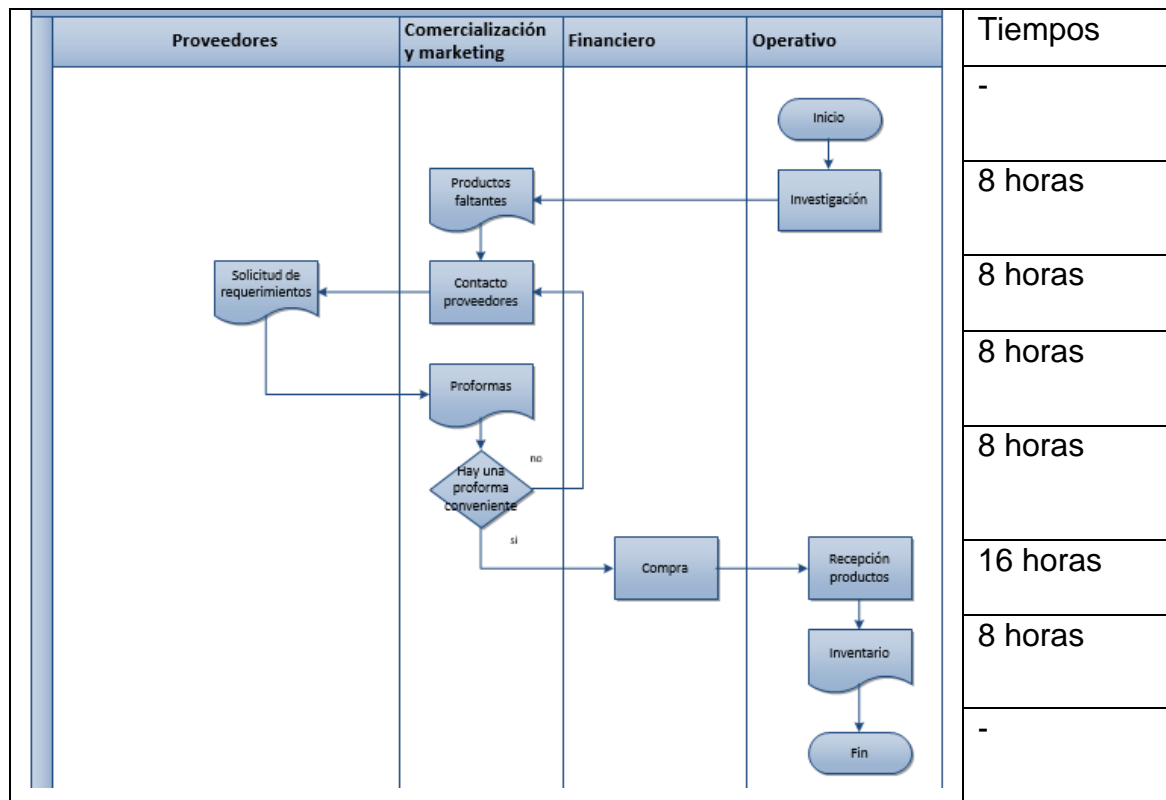 Proveedores
Comercialización
y marketing
Financiero
Operativo
Tiempos
-
Inicio
8 horas
Productos
faltantes
Investigación
8 horas
Solicitud de
requerimientos
Contacto
proveedores
8 horas
Proformas
8 horas
no
Hay una
proforma
conveniente
si
16 horas
Compra
Recepción
productos
8 horas
Inventario
-
Fin